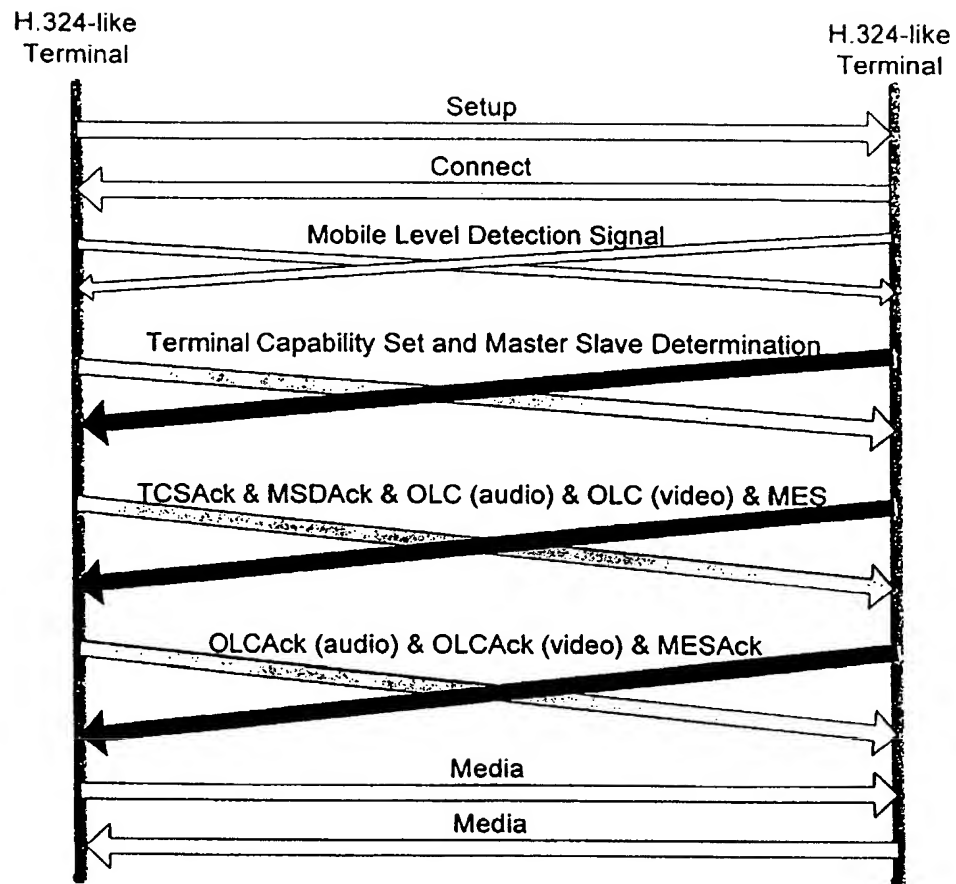 H.324-like
Terminal
H.324-like
Terminal
Setup
Connect
Mobile Level Detection Signal
Terminal Capability Set and Master Slave Determination
TCSAck & MSDAck & OLC (audio) & OLC (video) & MES
OLCAck (audio) & OLCAck (video) & MESAck
Media
Media